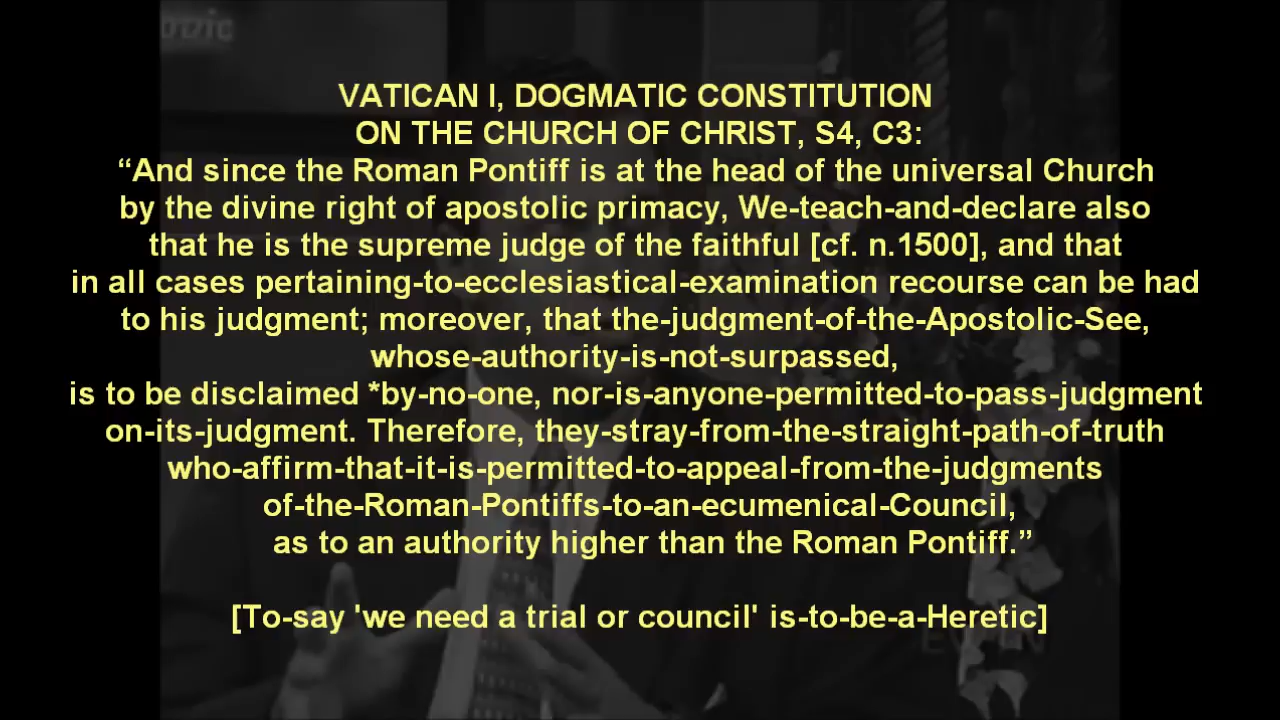 VATICAN I, DOGMATIC CONSTITUTION
ON THE CHURCH OF CHRIST, S4, C3:
“And since the Roman Pontiff is at the head of the universal Church
by the divine right of apostolic primacy, We-teach-and-declare also
that he is the supreme judge of the faithful [cf. n.1500], and that
in all cases pertaining-to-ecclesiastical-examination recourse can be had
to his judgment; moreover, that the-judgment-of-the-Apostolic-See,
whose-authority-is-not-surpassed,
is to be disclaimed *by-no-one, nor-is-anyone-permitted-to-pass-judgment
on-its-judgment. Therefore, they-stray-from-the-straight-path-of-truth
who-affirm-that-it-is-permitted-to-appeal-from-the-judgments
of-the-Roman-Pontiffs-to-an-ecumenical-Council,
as to an authority higher than the Roman Pontiff.”
[To-say 'we need a trial or council' is-to-be-a-Heretic]